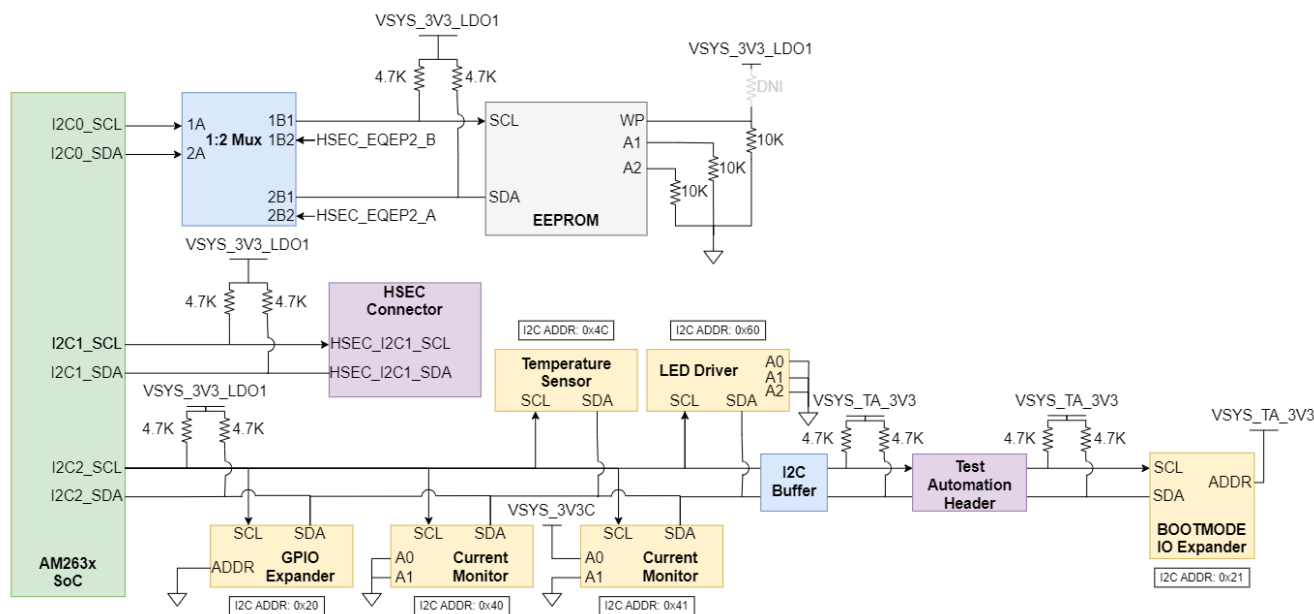 VSYS_3V3_LDO1
4.7K
4.7K
VSYS_3V3_LDO1
DNI
I2C0_SCL
1A
1B1
SCL
WP
1:2 Mux
1B2
HSEC_EQEP2_B
10K
I2C0_SDA
2A
A1
10K
A2
10K
2B1
SDA
2B2
HSEC_EQEP2_A
EEPROM
VSYS_3V3_LDO1
4.7K
4.7K
HSEC
Connector
I2C1_SCL
HSEC_I2C1_SCL
I2C1_SDA
HSEC_I2C1_SDA
I2C ADDR: 0x4C
I2C ADDR: 0x60
Temperature
Sensor
SCL
SDA
LED Driver
A0
A1
A2
SCL
SDA
VSYS_3V3_LDO1
4.7K
4.7K
VSYS_TA_3V3
4.7K
4.7K
VSYS_TA_3V3
4.7K
4.7K
VSYS_TA_3V3
I2C2_SCL
I2C2_SDA
I2C
Buffer
Test
Automation
Header
SCL
SDA
ADDR
BOOTMODE
IO Expander
I2C ADDR: 0x21
SCL
SDA
ADDR
GPIO
Expander
I2C ADDR: 0x20
SCL
SDA
A0
A1
Current
Monitor
I2C ADDR: 0x40
VSYS_3V3C
SCL
SDA
A0
A1
Current
Monitor
I2C ADDR: 0x41
AM263x
SoC